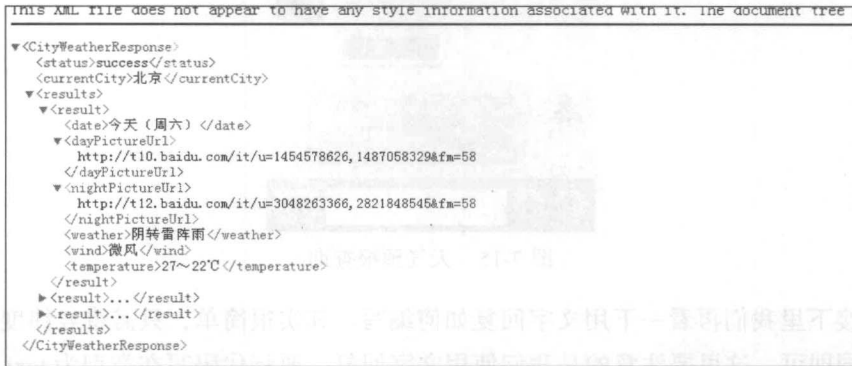 This XML file does not appear to have any style information associated with it. The document tree
▼<CityWeatherResponse>
<status>success</status>
<currentCity>北京</currentCity>
▼<results>
▼<result>
<date>今天（周六）</date>
▼<dayPictureUrl>
http://t10.baidu.com/it/u=1454578626,1487058329&fm=58
</dayPictureUrl>
▼<nightPictureUrl>
http://t12.baidu.com/it/u=3048263366,2821848545&fm=58
</nightPictureUrl>
<weather>阴转雷阵雨</weather>
<wind>微风</wind>
<temperature>27～22℃</temperature>
</result>
▶<result>...</result>
▶<result>...</result>
</results>
</CityWeatherResponse>